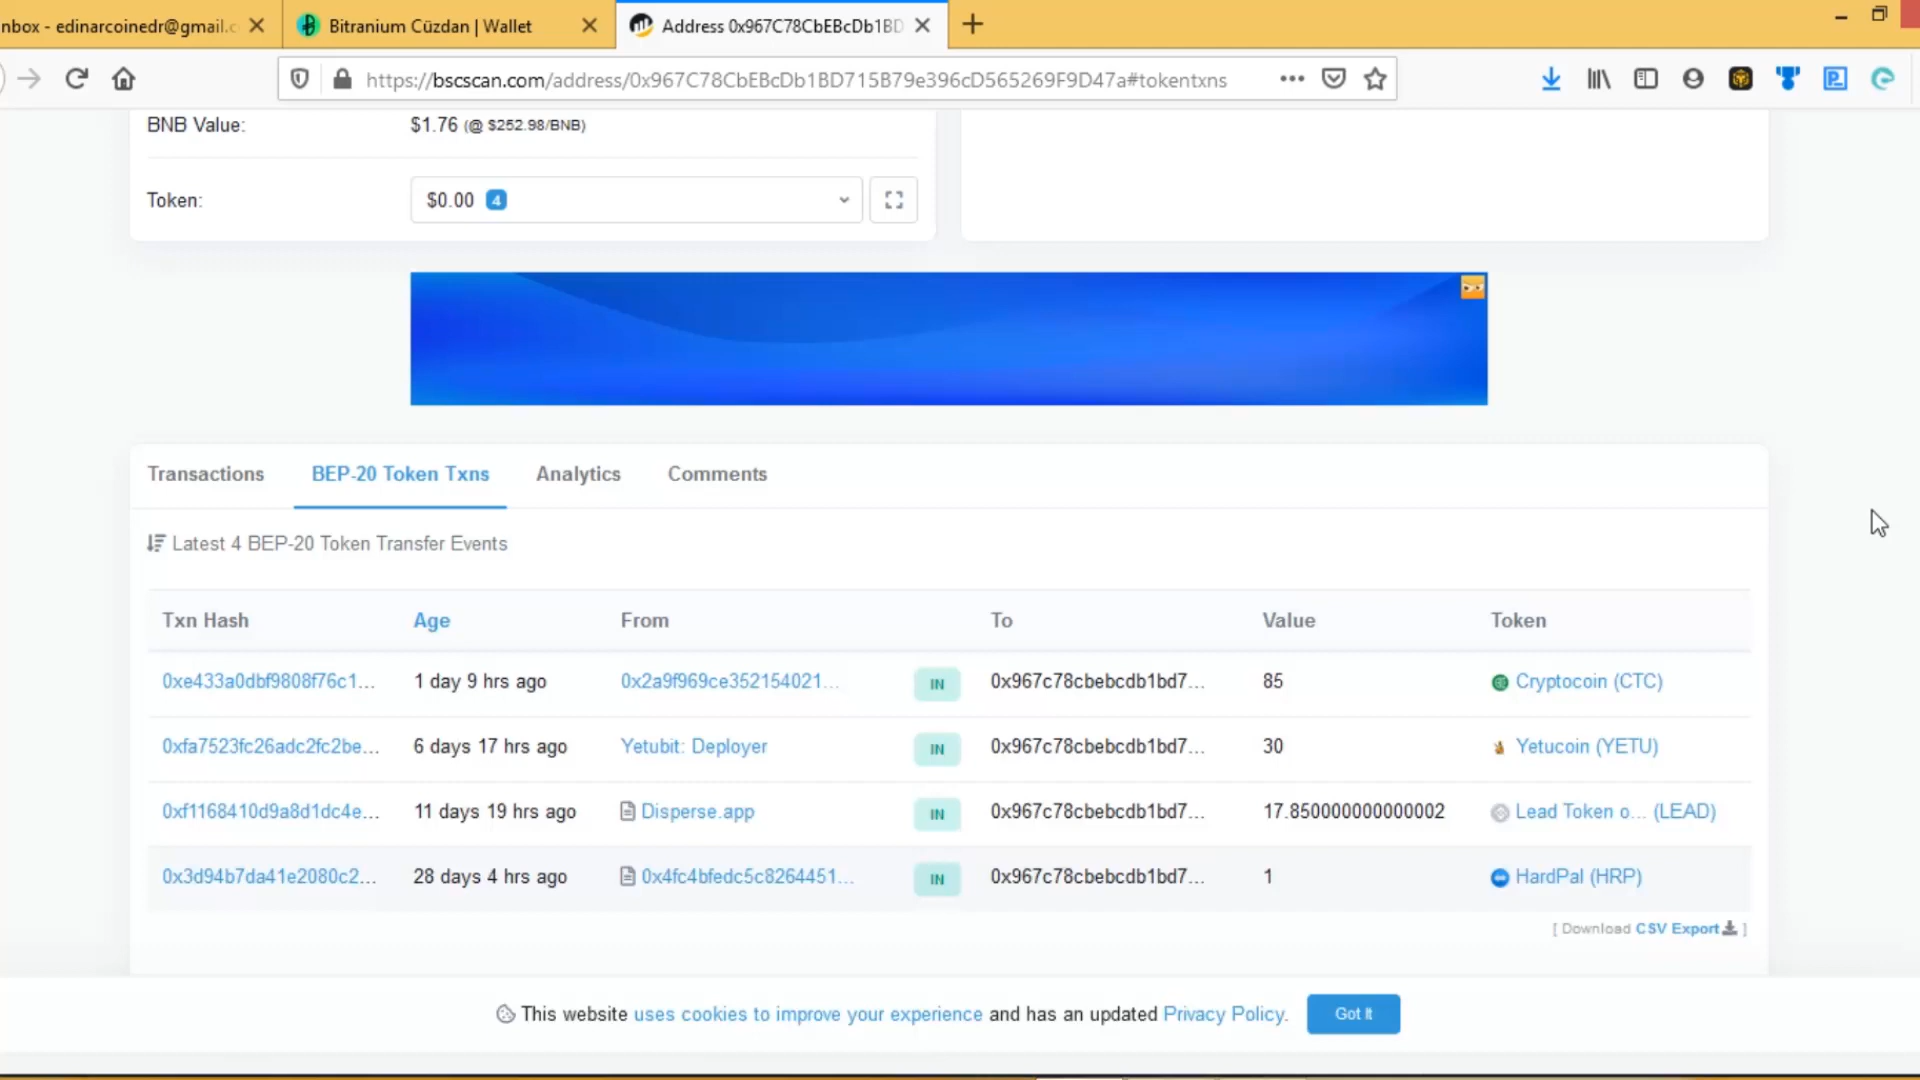 nbox - edinarcoinedr@gmail.c
Bitranium Cüzdan | Wallet
Address 0x967C78CbEBcDb1BD
https://bscscan.com/address/0x967C78CbEBcDb1BD715B79e396cD565269F9D47a#tokentxns
BNB Value: $1.76 (@ $252.98/BNB)
Token: $0.00 4
Transactions BEP-20 Token Txns Analytics Comments
Latest 4 BEP-20 Token Transfer Events
Txn Hash Age From To Value Token
0xe433a0dbf9808f76c1... 1 day 9 hrs ago 0x2a9f969ce352154021... IN 0x967c78cbebcdb1bd7... 85 Cryptocoin (CTC)
0xfa7523fc26adc2fc2be... 6 days 17 hrs ago Yetubit: Deployer IN 0x967c78cbebcdb1bd7... 30 Yetucoin (YETU)
0xf1168410d9a8d1dc4e... 11 days 19 hrs ago Disperse.app IN 0x967c78cbebcdb1bd7... 17.850000000000002 Lead Token o... (LEAD)
0x3d94b7da41e2080c2... 28 days 4 hrs ago 0x4fc4bfedc5c8264451... IN 0x967c78cbebcdb1bd7... 1 HardPal (HRP)
[ Download CSV Export ]
This website uses cookies to improve your experience and has an updated Privacy Policy. Got It